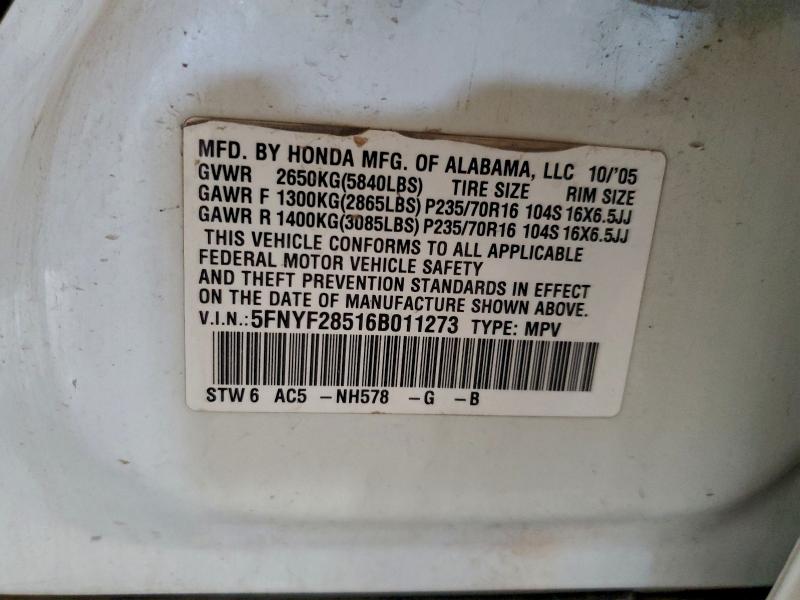 MFD. BY HONDA MFG. OF ALABAMA, LLC 10/'05
GVWR 2650KG(5840LBS) TIRE SIZE RIM SIZE
GAWR F 1300KG(2865LBS) P235/70R16 104S 16X6.5JJ
GAWR R 1400KG(3085LBS) P235/70R16 104S 16X6.5JJ
THIS VEHICLE CONFORMS TO ALL APPLICABLE
FEDERAL MOTOR VEHICLE SAFETY
AND THEFT PREVENTION STANDARDS IN EFFECT
ON THE DATE OF MANUFACTURE SHOWN ABOVE.
V.I.N.: 5FNYF28516B011273 TYPE: MPV
STW 6 AC5 -NH578 -G -B